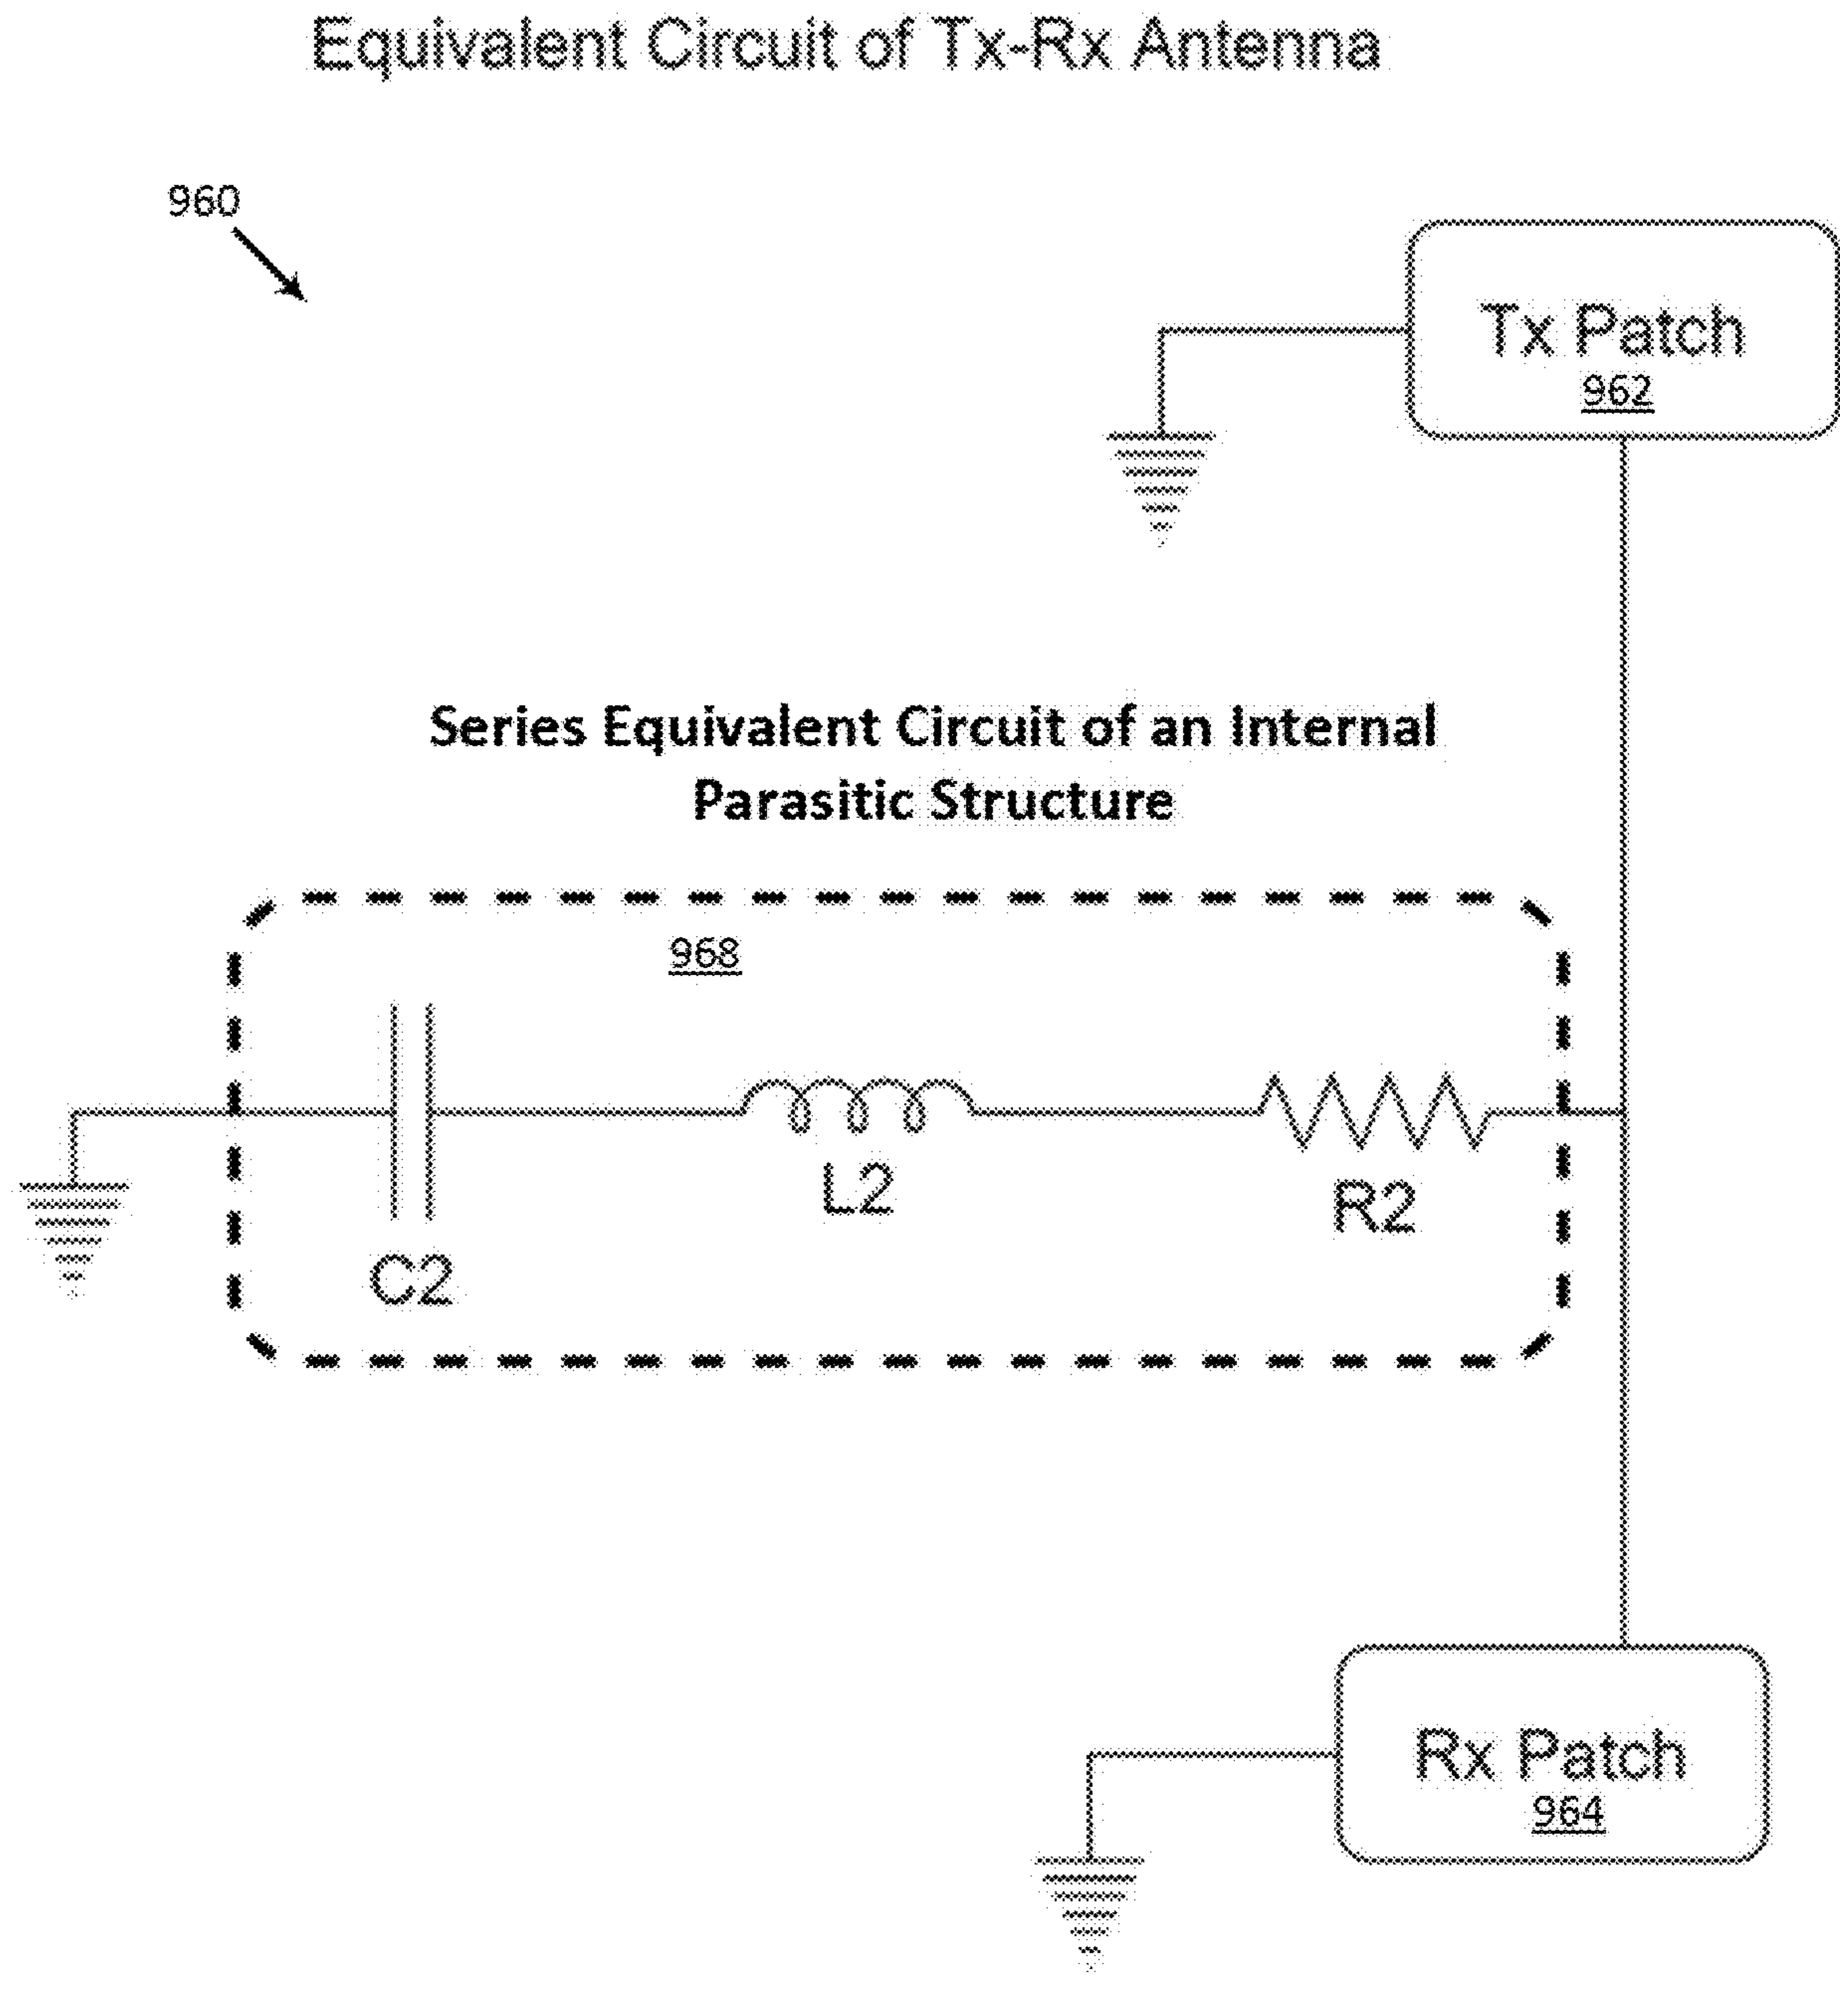 Equivalent Circuit of Tx-Rx Antenna
960
Tx Patch
962
Series Equivalent Circuit of an Internal
Parasitic Structure
968
L2
R2
C2
Rx Patch
964